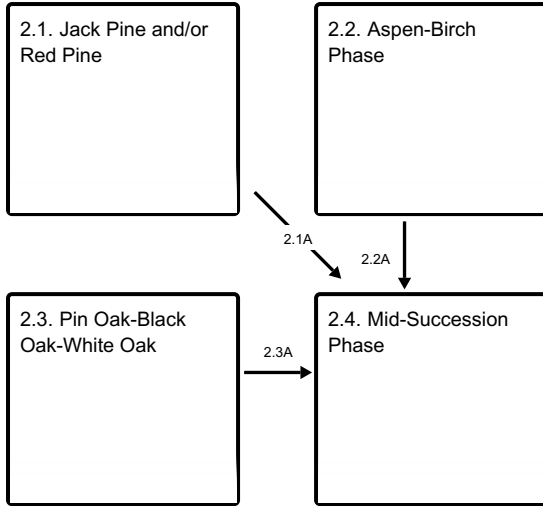 2.1. Jack Pine and/or
Red Pine
2.2. Aspen-Birch
Phase
2.1A
2.2A
2.3. Pin Oak-Black
Oak-White Oak
2.3A
2.4. Mid-Succession
Phase